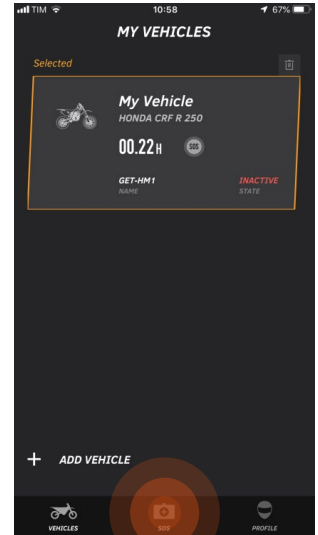 TIM 10:58 67%
MY VEHICLES
Selected
My Vehicle
HONDA CRF R 250
00.22 H SOS
GET-HM1 INACTIVE
NAME STATE
+ ADD VEHICLE
VEHICLES SOS PROFILE